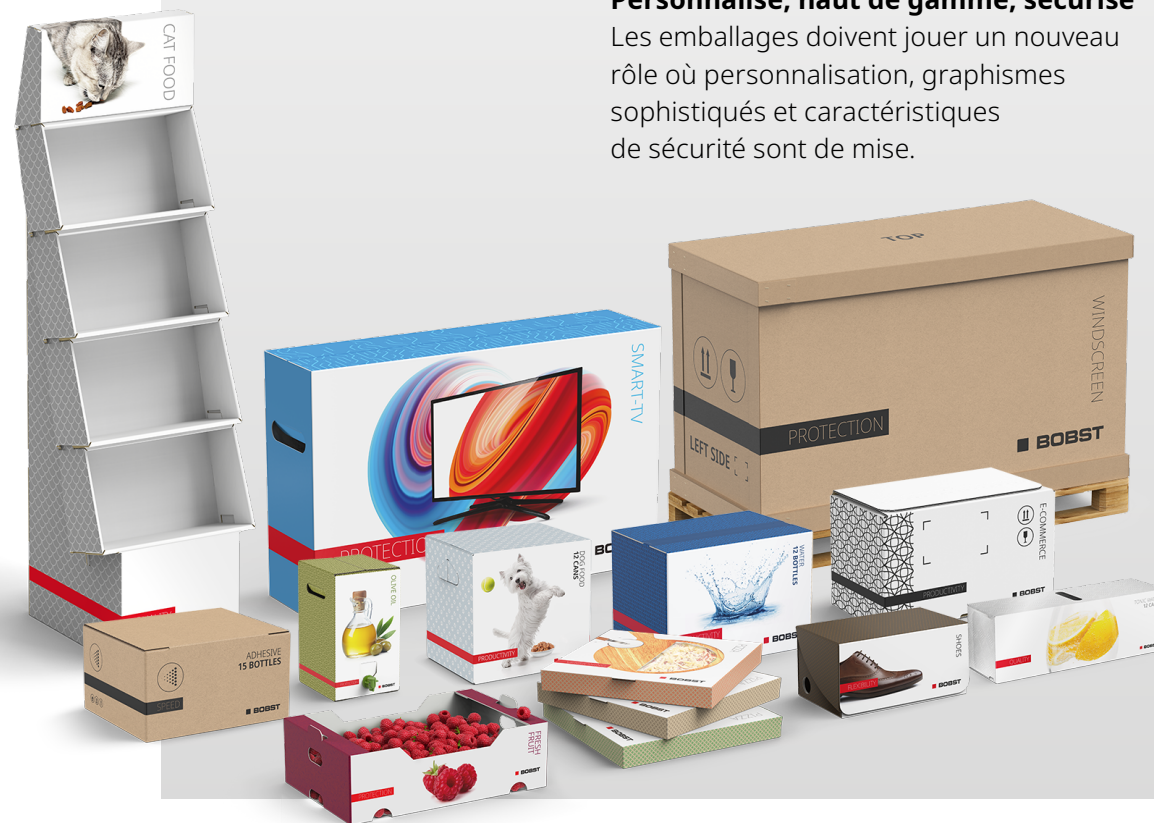 Personnalisé, haut de gamme, sécurisé
Les emballages doivent jouer un nouveau
rôle où personnalisation, graphismes
sophistiqués et caractéristiques
de sécurité sont de mise.
CAT FOOD
TOP
WINDSCREEN
PROTECTION
LEFT SIDE
BOBST
SMART-TV
PROTECTIO
BO
E-COMMERCE
PRODUCTIVITY
BOBST
WATER
12 BOTTLES
BOBS
DOG FOOD
12 CANS
PRODUCTIVITY
OLIVE OIL
BOBST
ADHESIVE
15 BOTTLES
SPEED
BOBST
BOBST
BOBST
SHOES
FLEXIBILITY
BOBST
QUALITY
FRESH
FRUIT
PROTECTION
BOBST